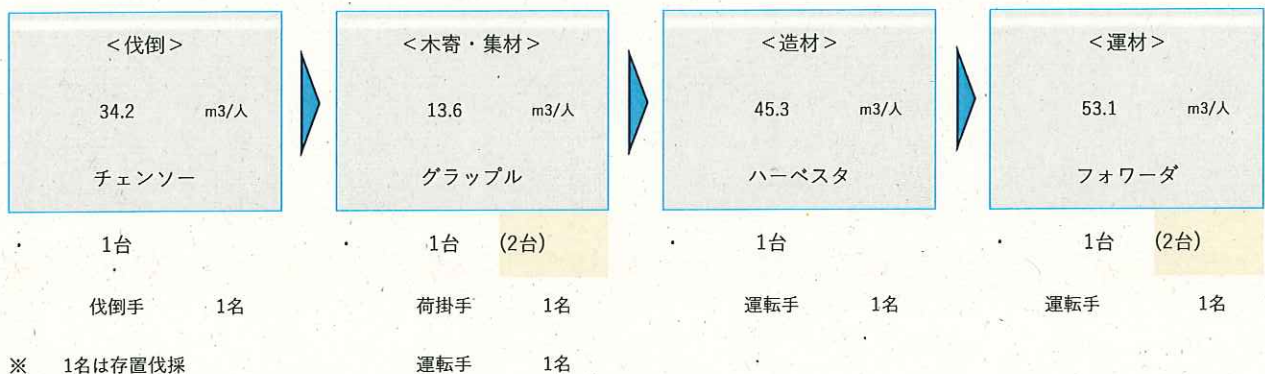 ＜伐倒＞
34.2 m3/人
チェンソー
・ 1台
伐倒手 1名
※ 1名は存置伐採
＜木寄・集材＞
13.6 m3/人
グラップル
・ 1台 (2台)
荷掛手 1名
運転手 1名
＜造材＞
45.3 m3/人
ハーベスタ
・ 1台
運転手 1名
＜運材＞
53.1 m3/人
フォワーダ
・ 1台 (2台)
運転手 1名